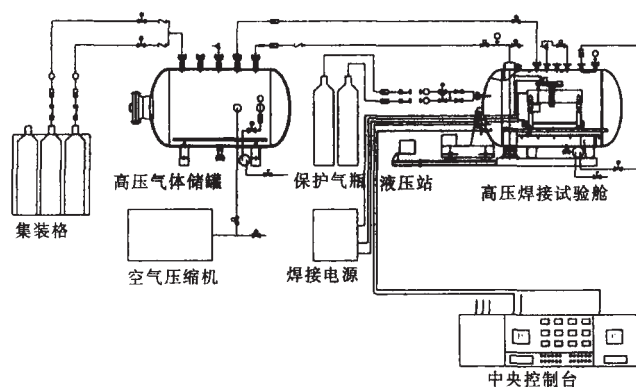 高压气体储罐
保护气瓶
液压站
高压焊接试验舱
集装格
空气压缩机
焊接电源
中央控制台